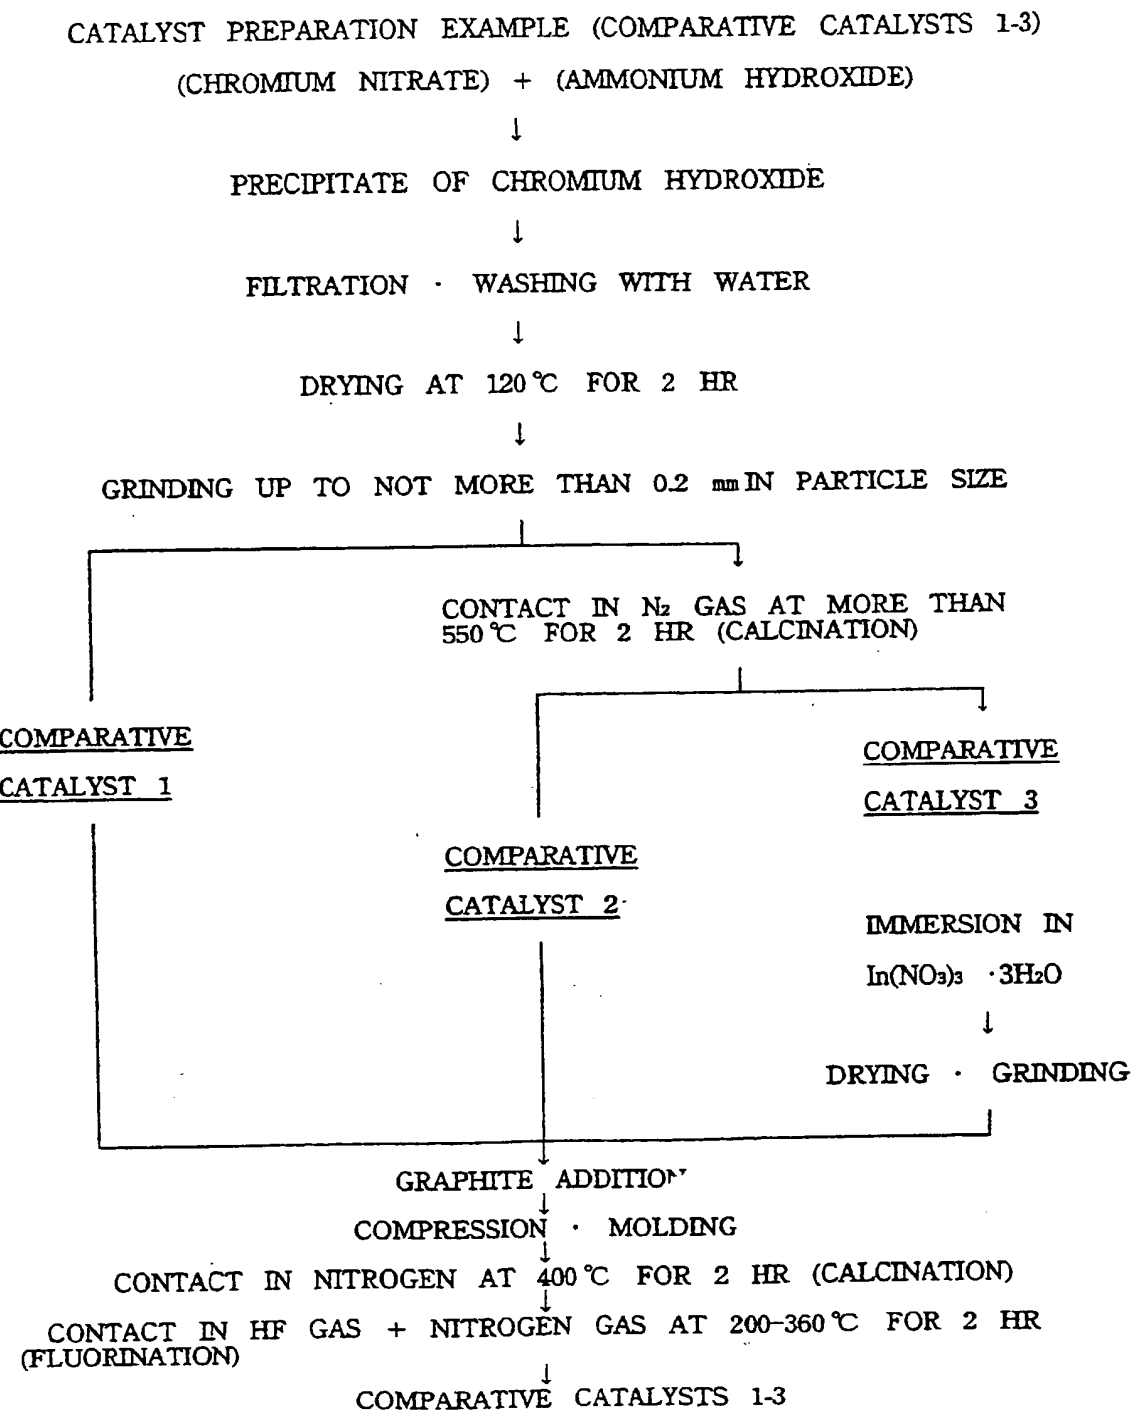 CATALYST PREPARATION EXAMPLE (COMPARATIVE CATALYSTS 1-3)
(CHROMIUM NITRATE) + (AMMONIUM HYDROXIDE)
↓
PRECIPITATE OF CHROMIUM HYDROXIDE
↓
FILTRATION · WASHING WITH WATER
↓
DRYING AT 120℃ FOR 2 HR
↓
GRINDING UP TO NOT MORE THAN 0.2 mm IN PARTICLE SIZE
CONTACT IN N₂ GAS AT MORE THAN
550℃ FOR 2 HR (CALCINATION)
COMPARATIVE
CATALYST 1
COMPARATIVE
CATALYST 3
COMPARATIVE
CATALYST 2
IMMERSION IN
In(NO₃)₃ ·3H₂O
↓
DRYING · GRINDING
GRAPHITE ADDITION
↓
COMPRESSION · MOLDING
↓
CONTACT IN NITROGEN AT 400℃ FOR 2 HR (CALCINATION)
↓
CONTACT IN HF GAS + NITROGEN GAS AT 200-360℃ FOR 2 HR
(FLUORINATION)
↓
COMPARATIVE CATALYSTS 1-3